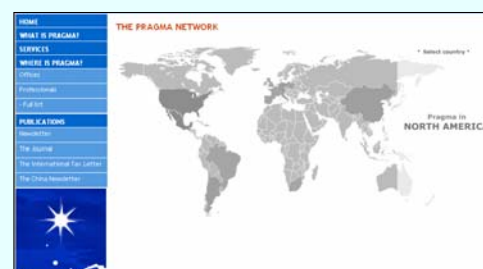 HOME
WHAT IS PRAGMA?
SERVICES
WHERE IS PRAGMA?
Offices
Professionals
- Full list
PUBLICATIONS
Newsletter
The Journal
The International Tax Letter
The China Newsletter
THE PRAGMA NETWORK
* Select country *
Pragma in
NORTH AMERICA